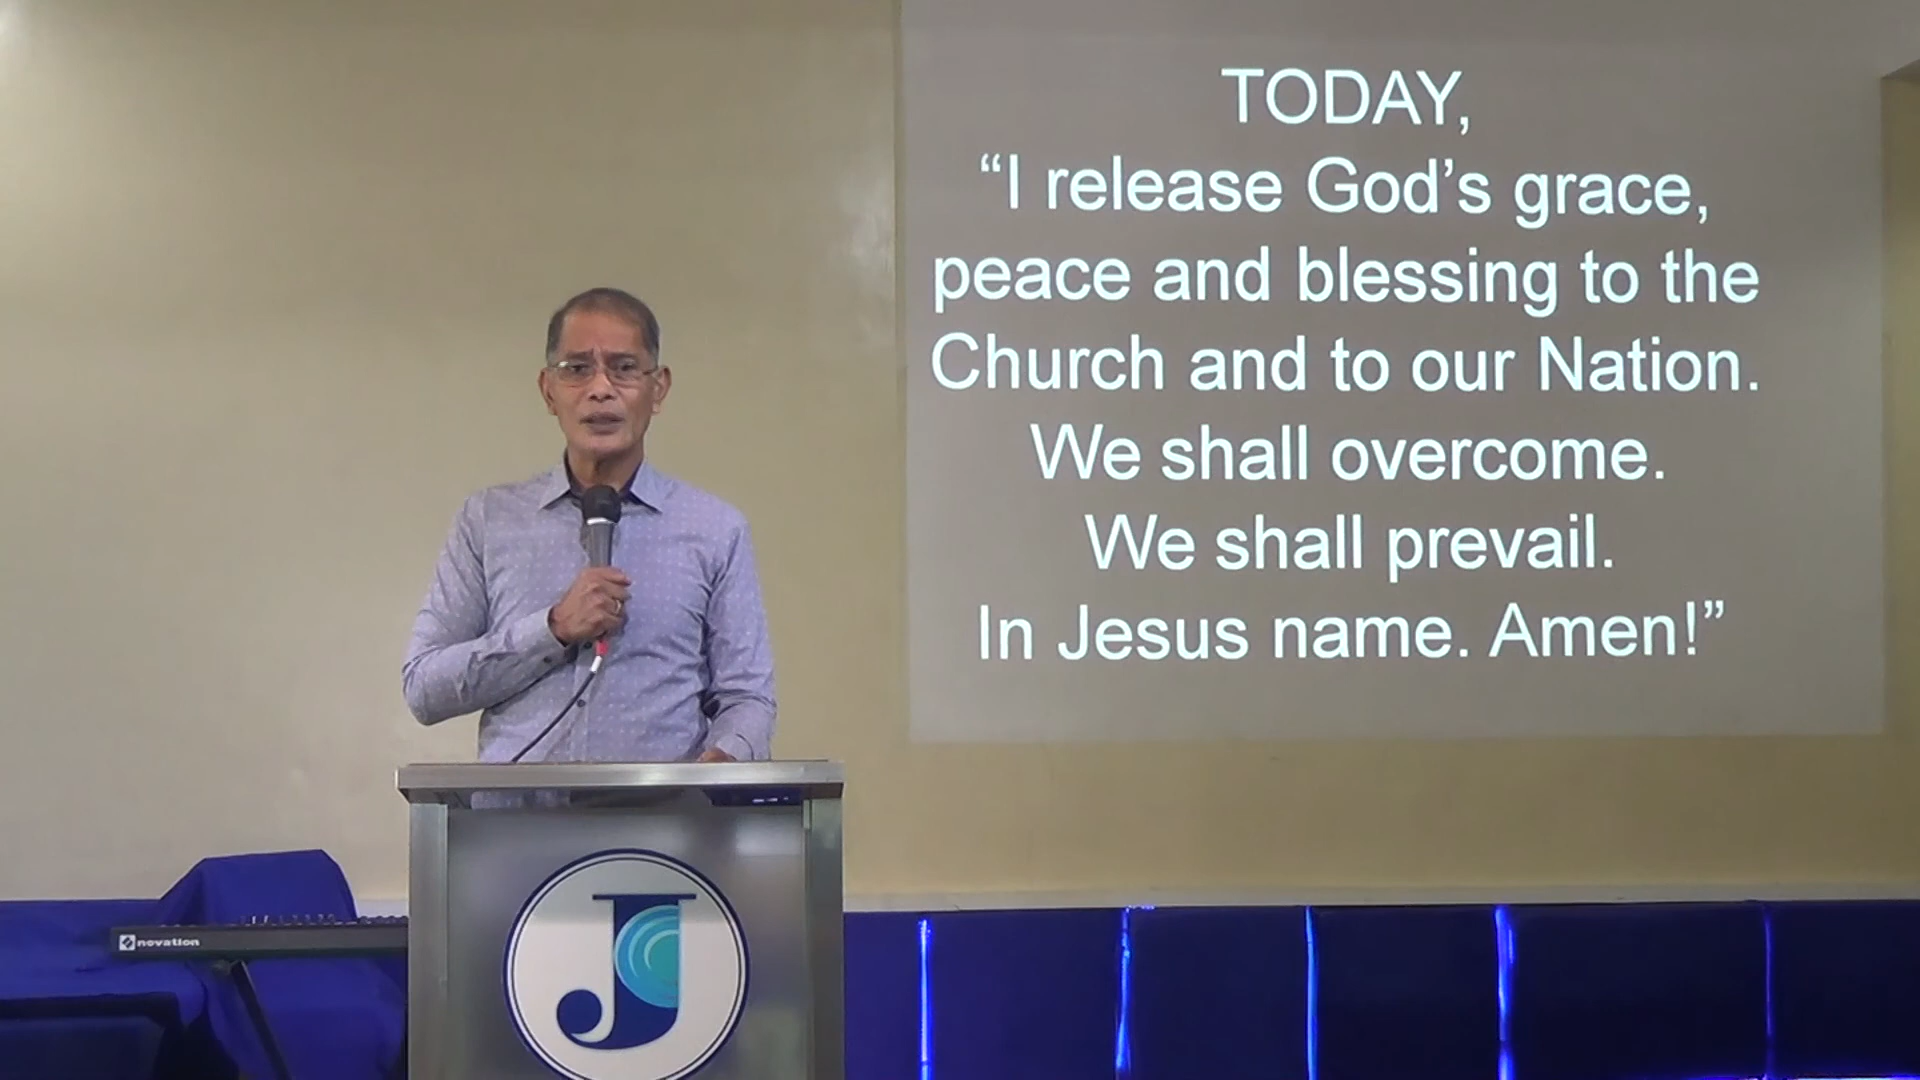 TODAY,
“I release God’s grace,
peace and blessing to the
Church and to our Nation.
We shall overcome.
We shall prevail.
In Jesus name. Amen!”
novation
J